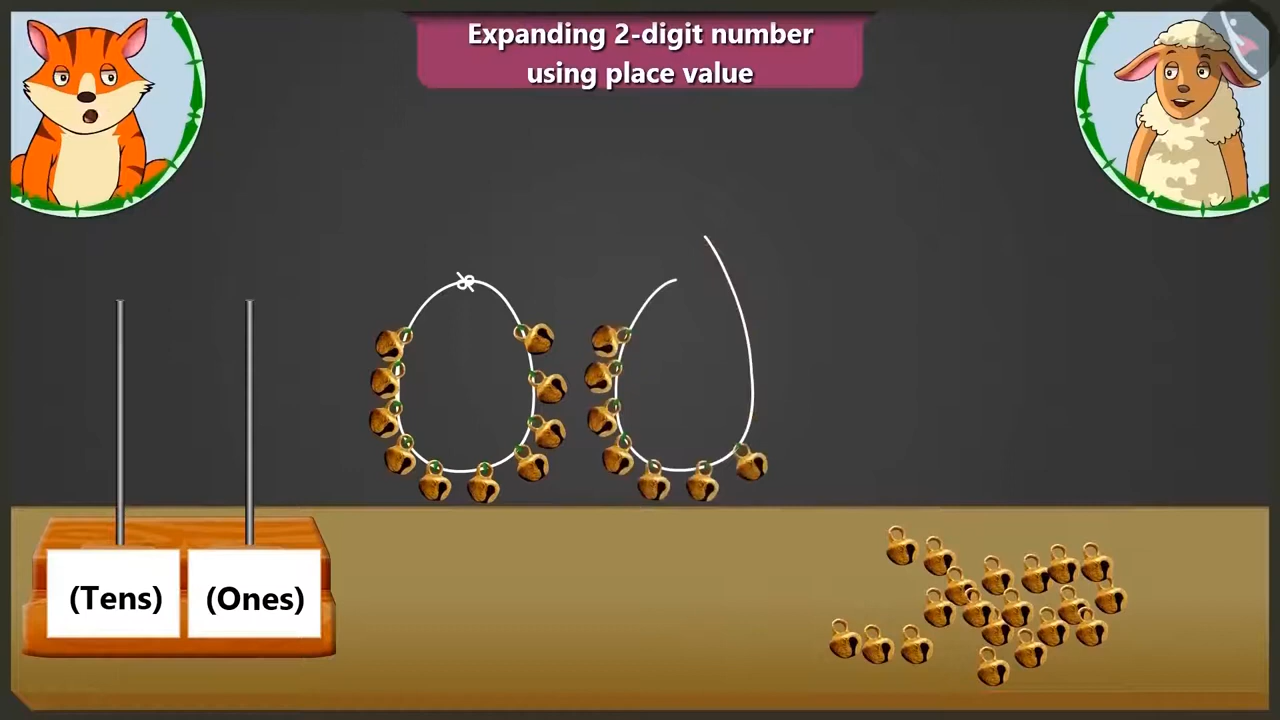 Expanding 2-digit number
using place value
(Tens) (Ones)